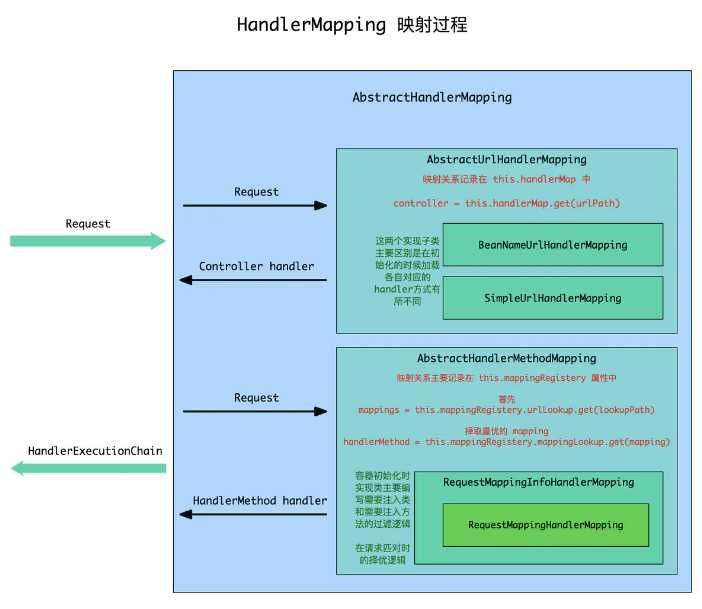 HandlerMapping 映射过程
AbstractHandlerMapping
AbstractUrlHandlerMapping
映射关系记录在 this.handlerMap 中
controller = this.handlerMap.get(urlPath)
Request
Request
Controller handler
这两个实现子类
主要区别是在初
始化的时候加载
各自对应的
handler方式有
所不同
BeanNameUrlHandlerMapping
SimpleUrlHandlerMapping
AbstractHandlerMethodMapping
映射关系主要记录在 this.mappingRegistery 属性中
首先
mappings = this.mappingRegistery.urlLookup.get(lookupPath)
择取最优的 mapping
handlerMethod = this.mappingRegistery.mappingLookup.get(mapping)
Request
HandlerExecutionChain
HandlerMethod handler
容器初始化时
实现类主要编
写需要注入类
和需要注入方
法的过滤逻辑
在请求匹对时
的择优逻辑
RequestMappingInfoHandlerMapping
RequestMappingHandlerMapping